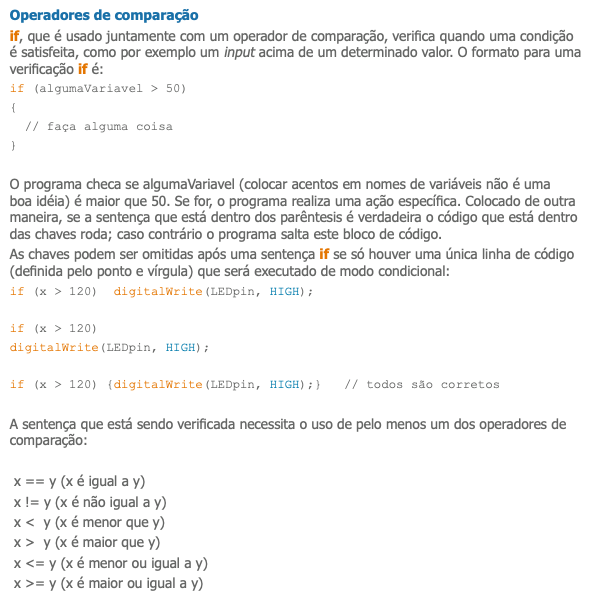 Operadores de comparação
if, que é usado juntamente com um operador de comparação, verifica quando uma condição
é satisfeita, como por exemplo um input acima de um determinado valor. O formato para uma
verificação if é:
if (algumaVariavel > 50)
{
  // faça alguma coisa
}
O programa checa se algumaVariavel (colocar acentos em nomes de variáveis não é uma
boa idéia) é maior que 50. Se for, o programa realiza uma ação específica. Colocado de outra
maneira, se a sentença que está dentro dos parêntesis é verdadeira o código que está dentro
das chaves roda; caso contrário o programa salta este bloco de código.
As chaves podem ser omitidas após uma sentença if se só houver uma única linha de código
(definida pelo ponto e vírgula) que será executado de modo condicional:
if (x > 120)  digitalWrite(LEDpin, HIGH);
if (x > 120)
digitalWrite(LEDpin, HIGH);
if (x > 120) {digitalWrite(LEDpin, HIGH);}   // todos são corretos
A sentença que está sendo verificada necessita o uso de pelo menos um dos operadores de
comparação:
x == y (x é igual a y)
x != y (x é não igual a y)
x <  y (x é menor que y)
x >  y (x é maior que y)
x <= y (x é menor ou igual a y)
x >= y (x é maior ou igual a y)